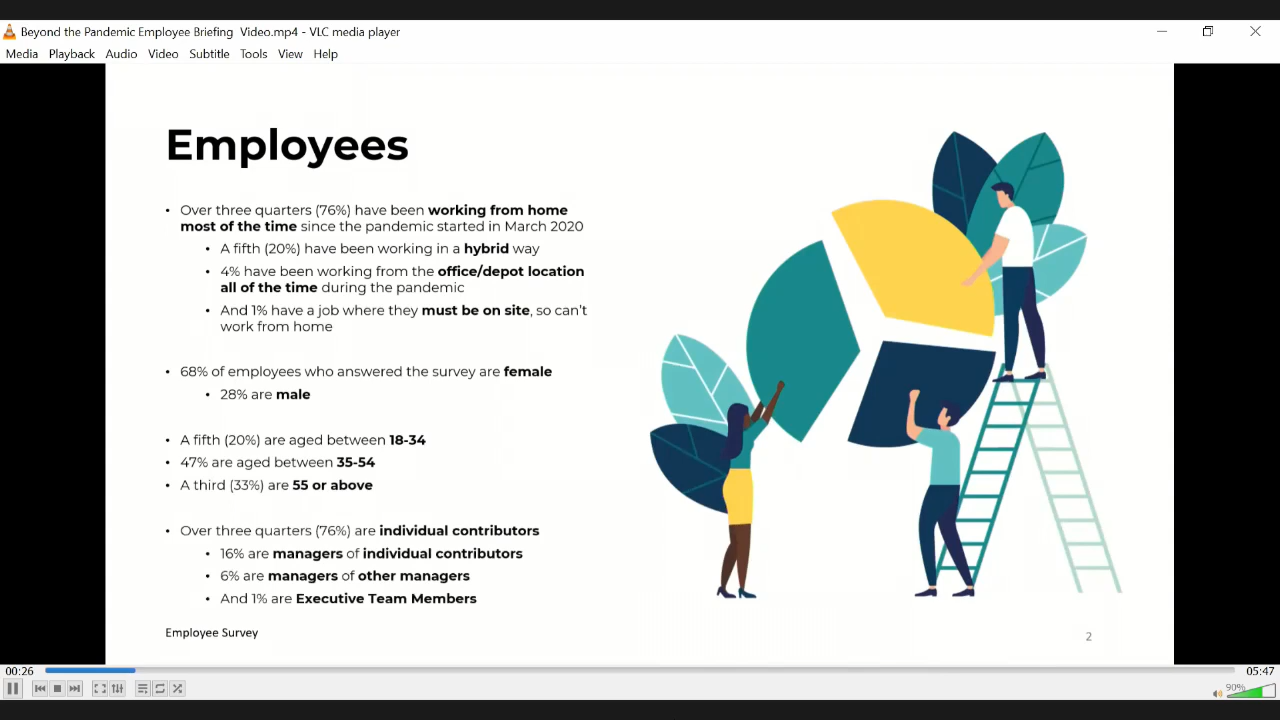 Beyond the Pandemic Employee Briefing  Video.mp4 - VLC media player
Media Playback Audio Video Subtitle Tools View Help
Employees
• Over three quarters (76%) have been working from home
most of the time since the pandemic started in March 2020
• A fifth (20%) have been working in a hybrid way
• 4% have been working from the office/depot location
all of the time during the pandemic
• And 1% have a job where they must be on site, so can't
work from home
• 68% of employees who answered the survey are female
• 28% are male
• A fifth (20%) are aged between 18-34
• 47% are aged between 35-54
• A third (33%) are 55 or above
• Over three quarters (76%) are individual contributors
• 16% are managers of individual contributors
• 6% are managers of other managers
• And 1% are Executive Team Members
Employee Survey
2
00:26
05:47
90%